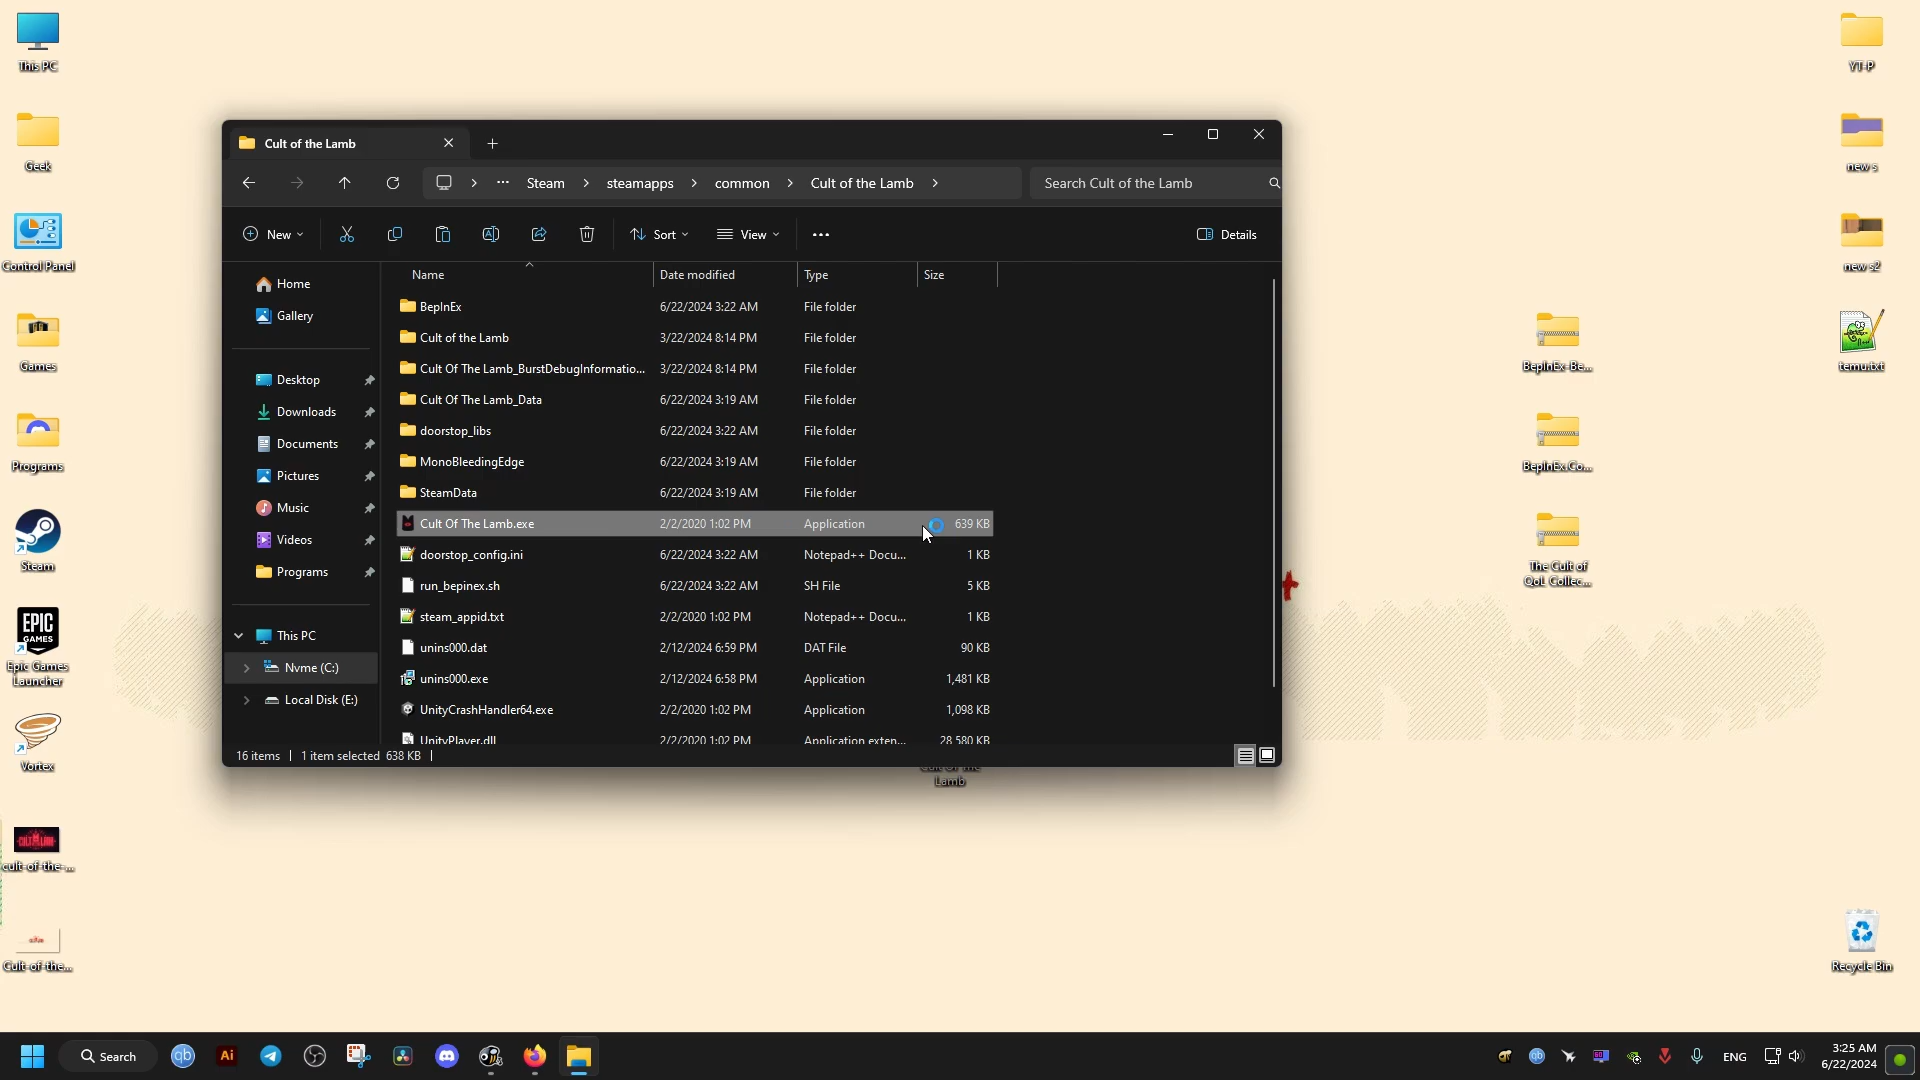 This PC
Geek
Control Panel
Games
Programs
Steam
EPIC
GAMES
Epic Games
Launcher
Vortex
cult-of-the-...
Cult-of-the...
Cult of the Lamb
Steam
steamapps
common
Cult of the Lamb
Search Cult of the Lamb
New
Sort
View
Details
Home
Gallery
Desktop
Downloads
Documents
Pictures
Music
Videos
Programs
This PC
Nvme (C:)
Local Disk (E:)
Name Date modified Type Size
BepInEx 6/22/2024 3:22 AM File folder
Cult of the Lamb 3/22/2024 8:14 PM File folder
Cult Of The Lamb_BurstDebugInformatio... 3/22/2024 8:14 PM File folder
Cult Of The Lamb_Data 6/22/2024 3:19 AM File folder
doorstop_libs 6/22/2024 3:22 AM File folder
MonoBleedingEdge 6/22/2024 3:19 AM File folder
SteamData 6/22/2024 3:19 AM File folder
Cult Of The Lamb.exe 2/2/2020 1:02 PM Application 639 KB
doorstop_config.ini 6/22/2024 3:22 AM Notepad++ Docu... 1 KB
run_bepinex.sh 6/22/2024 3:22 AM SH File 5 KB
steam_appid.txt 2/2/2020 1:02 PM Notepad++ Docu... 1 KB
unins000.dat 2/12/2024 6:59 PM DAT File 90 KB
unins000.exe 2/12/2024 6:58 PM Application 1,481 KB
UnityCrashHandler64.exe 2/2/2020 1:02 PM Application 1,098 KB
UnityPlayer.dll 2/2/2020 1:02 PM Application exten... 28,580 KB
16 items 1 item selected 638 KB
Cult Of The
Lamb
BepInEx-Be...
BepInEx.Co...
The Cult of
QoL Collec...
YT-P
new s
new s2
temu.txt
Recycle Bin
Search
qb
Ai
ENG
3:25 AM
6/22/2024